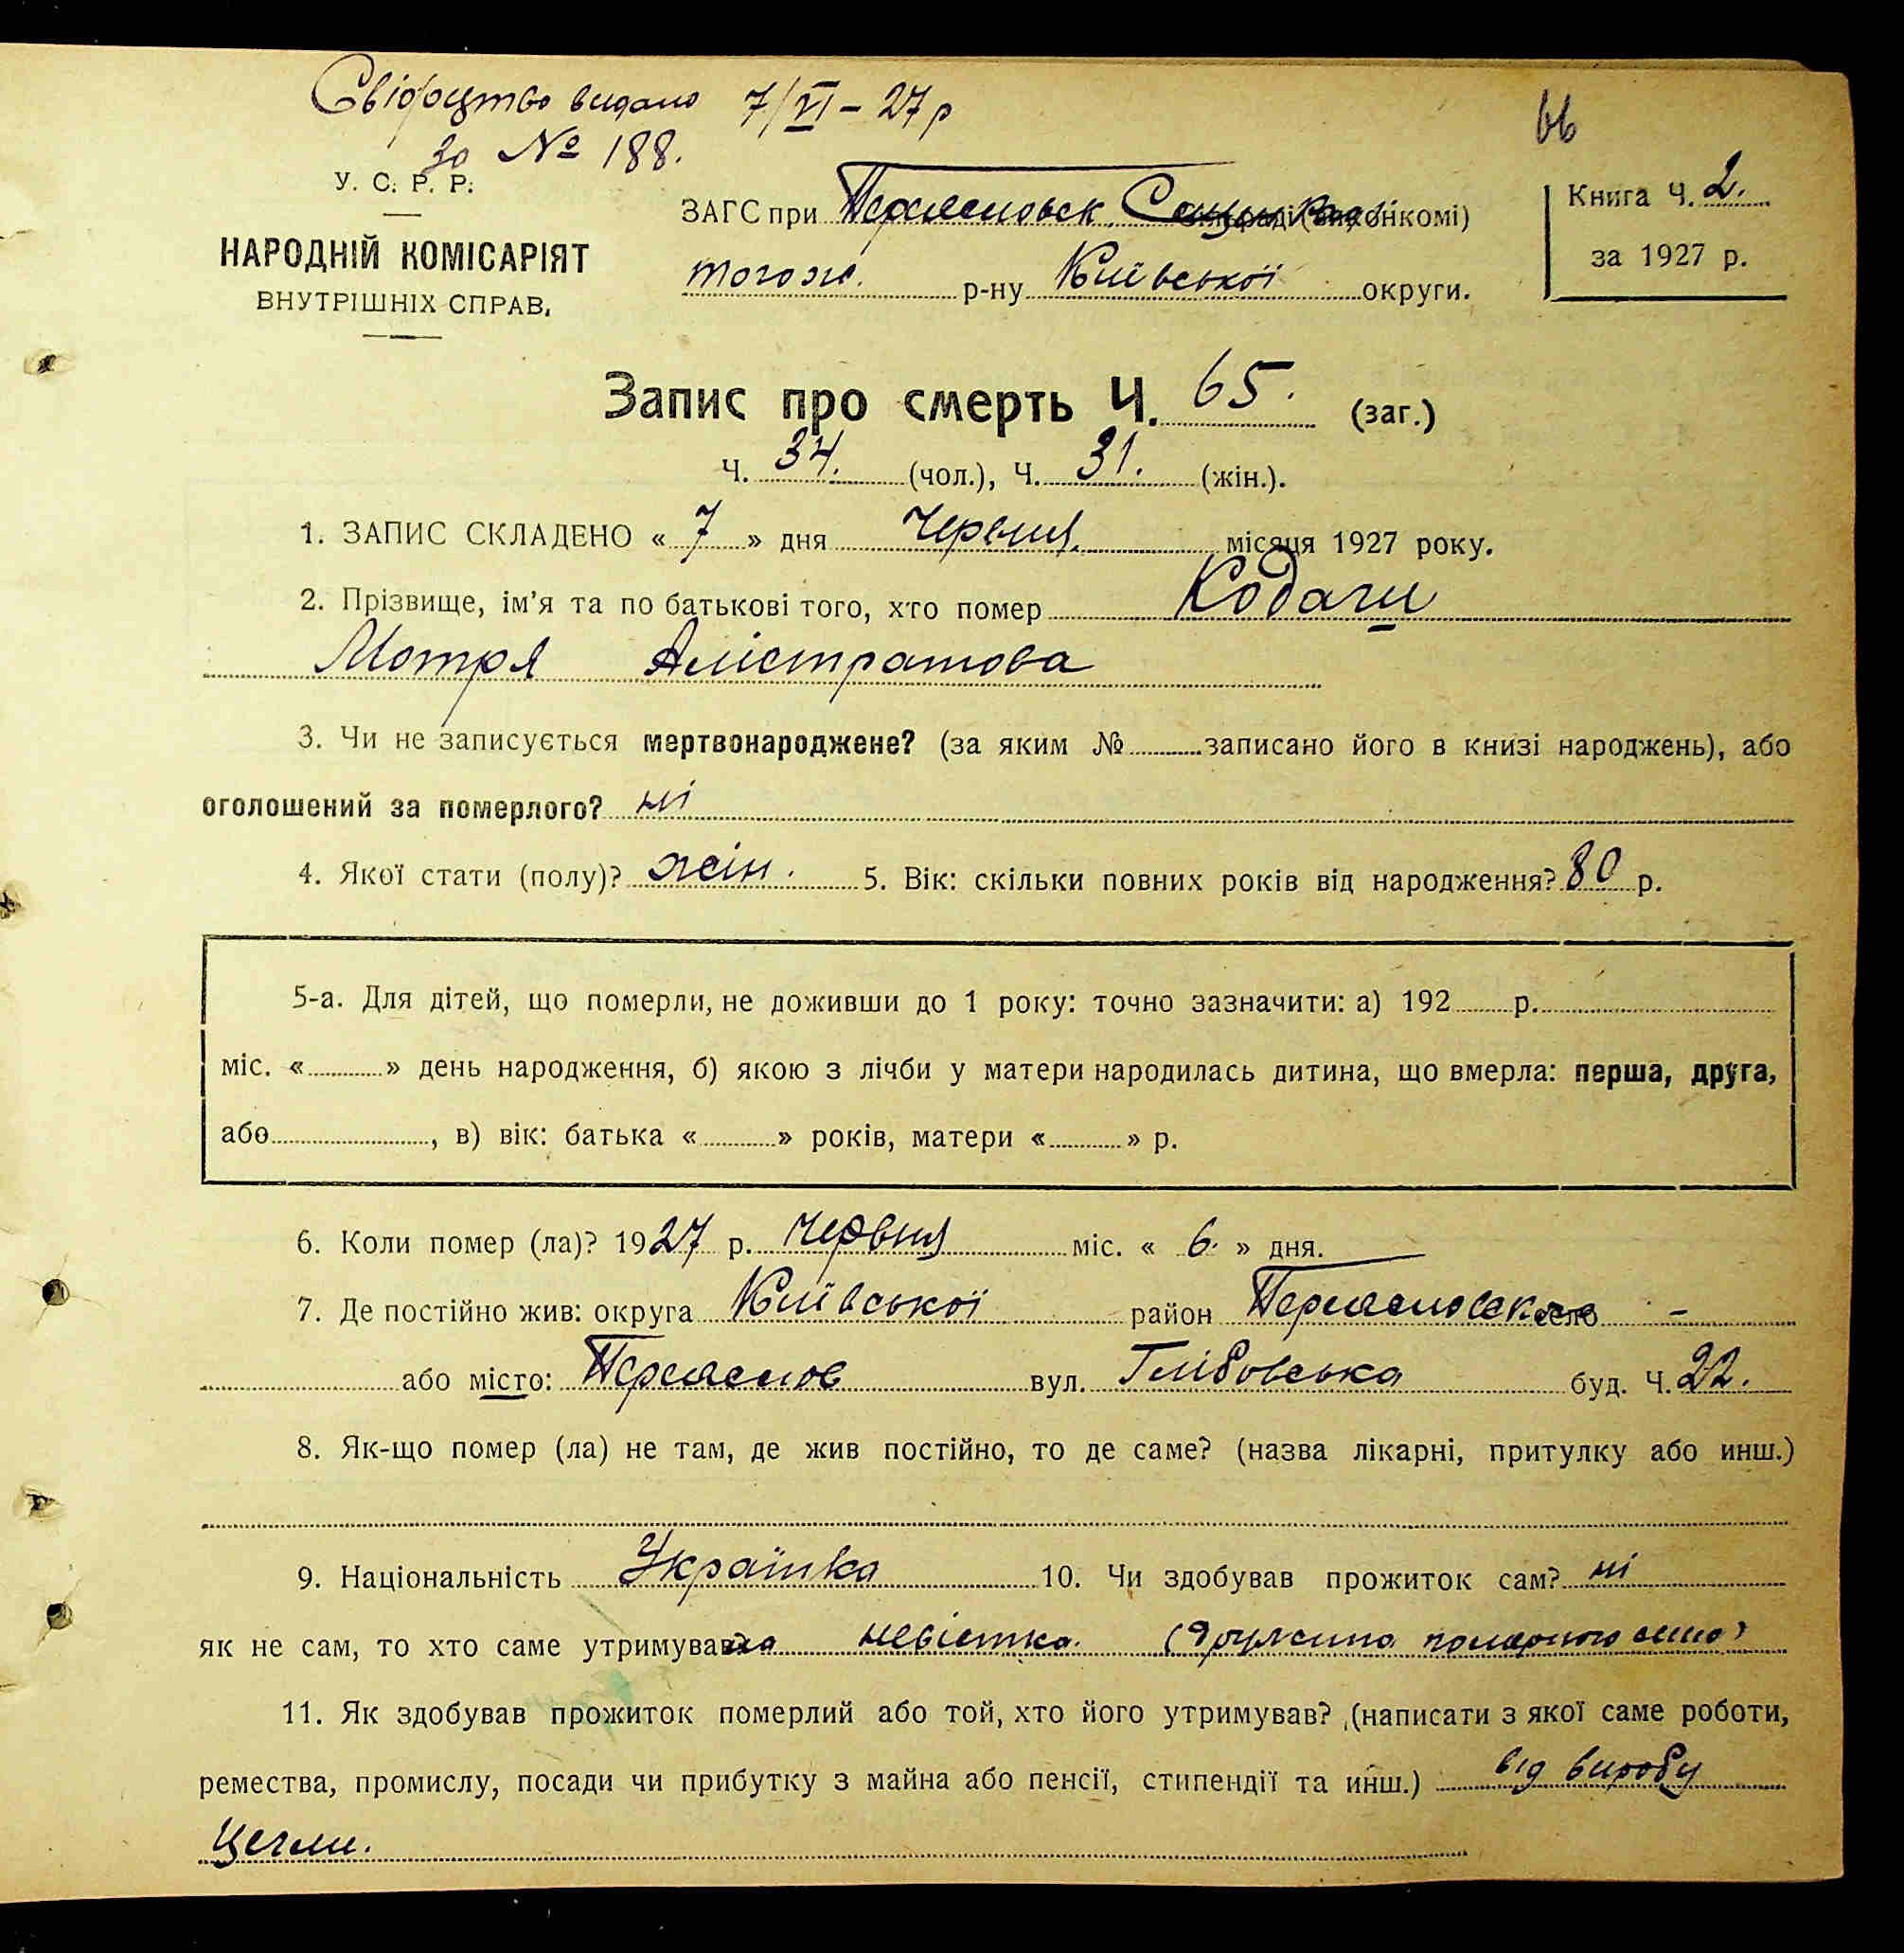 Свідоцтво видано 7/VI – 27 р
за № 188.
66
У. С. Р. Р.
НАРОДНІЙ КОМІСАРІЯТ
ВНУТРІШНІХ СПРАВ.
ЗАГС при Переяславськ. (виконкомі)
того ж. р-ну Київської округи.
Книга Ч. 2.
за 1927 р.
Запис про смерть Ч. 65. (заг.)
Ч. 34. (чол.), Ч. 31. (жін.).
1. ЗАПИС СКЛАДЕНО « 7 » дня Червня. місяця 1927 року.
2. Прізвище, ім'я та по батькові того, хто помер Кодаги
Мотря Алістратова
3. Чи не записується мертвонароджене? (за яким № записано його в книзі народжень), або
оголошений за померлого? ні
4. Якої стати (полу)? жін. 5. Вік: скільки повних років від народження? 80 р.
5-а. Для дітей, що померли, не доживши до 1 року: точно зазначити: а) 192 р.
міс. « » день народження, б) якою з лічби у матери народилась дитина, що вмерла: перша, друга,
або , в) вік: батька « » років, матери « » р.
6. Коли помер (ла)? 1927 р. Червня міс. « 6. » дня.
7. Де постійно жив: округа Київської район село –
або місто: вул. буд. Ч. 22.
8. Як-що помер (ла) не там, де жив постійно, то де саме? (назва лікарні, притулку або инш.)
9. Національність Українка 10. Чи здобував прожиток сам? ні
як не сам, то хто саме утримувала невістка. (дружина померлого сина)
11. Як здобував прожиток померлий або той, хто його утримував? (написати з якої саме роботи,
ремества, промислу, посади чи прибутку з майна або пенсії, стипендії та инш.) від виробу
цегли.